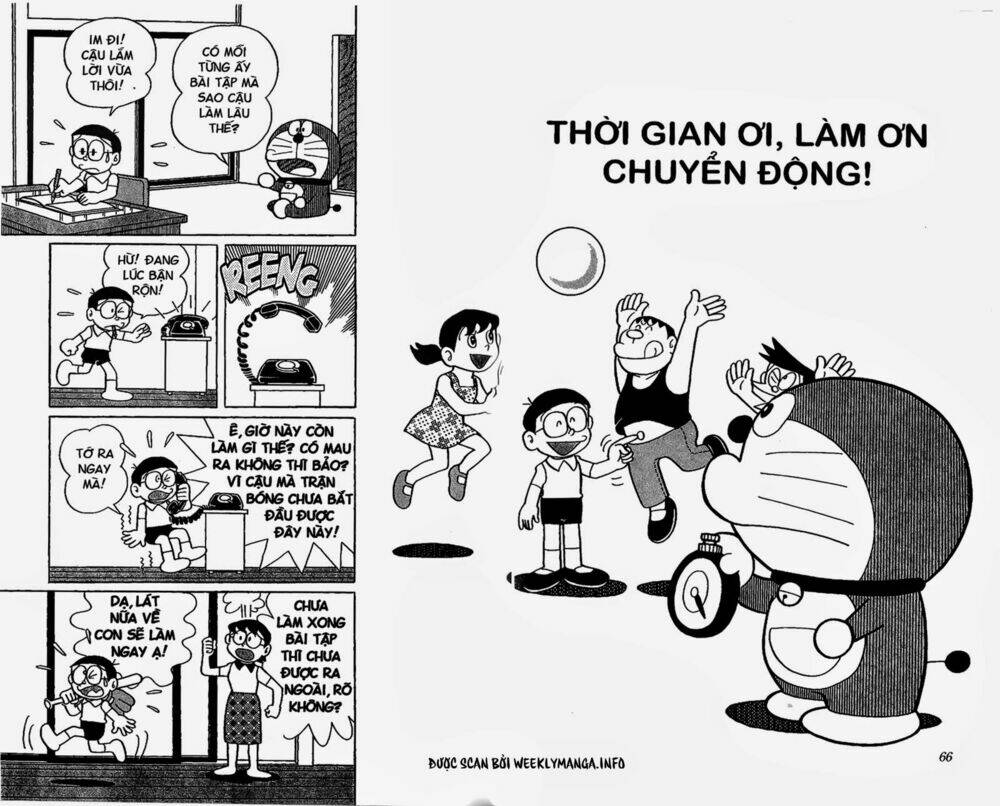 THỜI GIAN ƠI, LÀM ƠN
CHUYỂN ĐỘNG!
66
CÓ MỖI
TỪNG ẤY
BÀI TẬP MÀ
SAO CẬU
LÀM LÂU
THẾ?
IM ĐI!
CẬU LẮM
LỜI VỪA
THÔI!
REENG
HỪ! ĐANG
LÚC BẬN
RỘN!
Ê, GIỜ NÀY CÒN
LÀM GÌ THẾ? CÓ MAU
RA KHÔNG THÌ BẢO?
VÌ CẬU MÀ TRẬN
BÓNG CHƯA BẮT
ĐẦU ĐƯỢC
ĐÂY NÀY!
TỚ RA
NGAY
MÀ!
CHƯA
LÀM XONG
BÀI TẬP
THÌ CHƯA
ĐƯỢC RA
NGOÀI, RÕ
KHÔNG?
DẠ, LÁT
NỮA VỀ
CON SẼ LÀM
NGAY Ạ!
ĐƯỢC SCAN BỞI WEEKLYMANGA.INFO